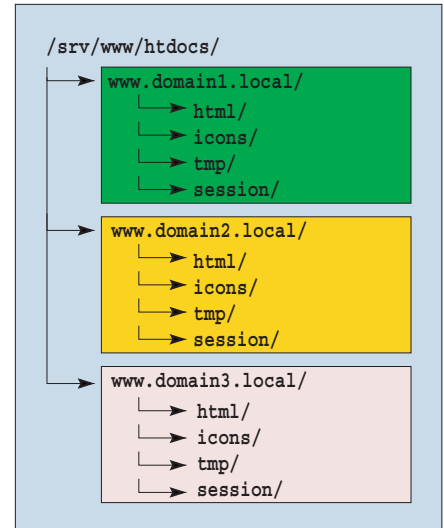 /srv/www/htdocs/
www.domain1.local/
html/
icons/
tmp/
session/
www.domain2.local/
html/
icons/
tmp/
session/
www.domain3.local/
html/
icons/
tmp/
session/